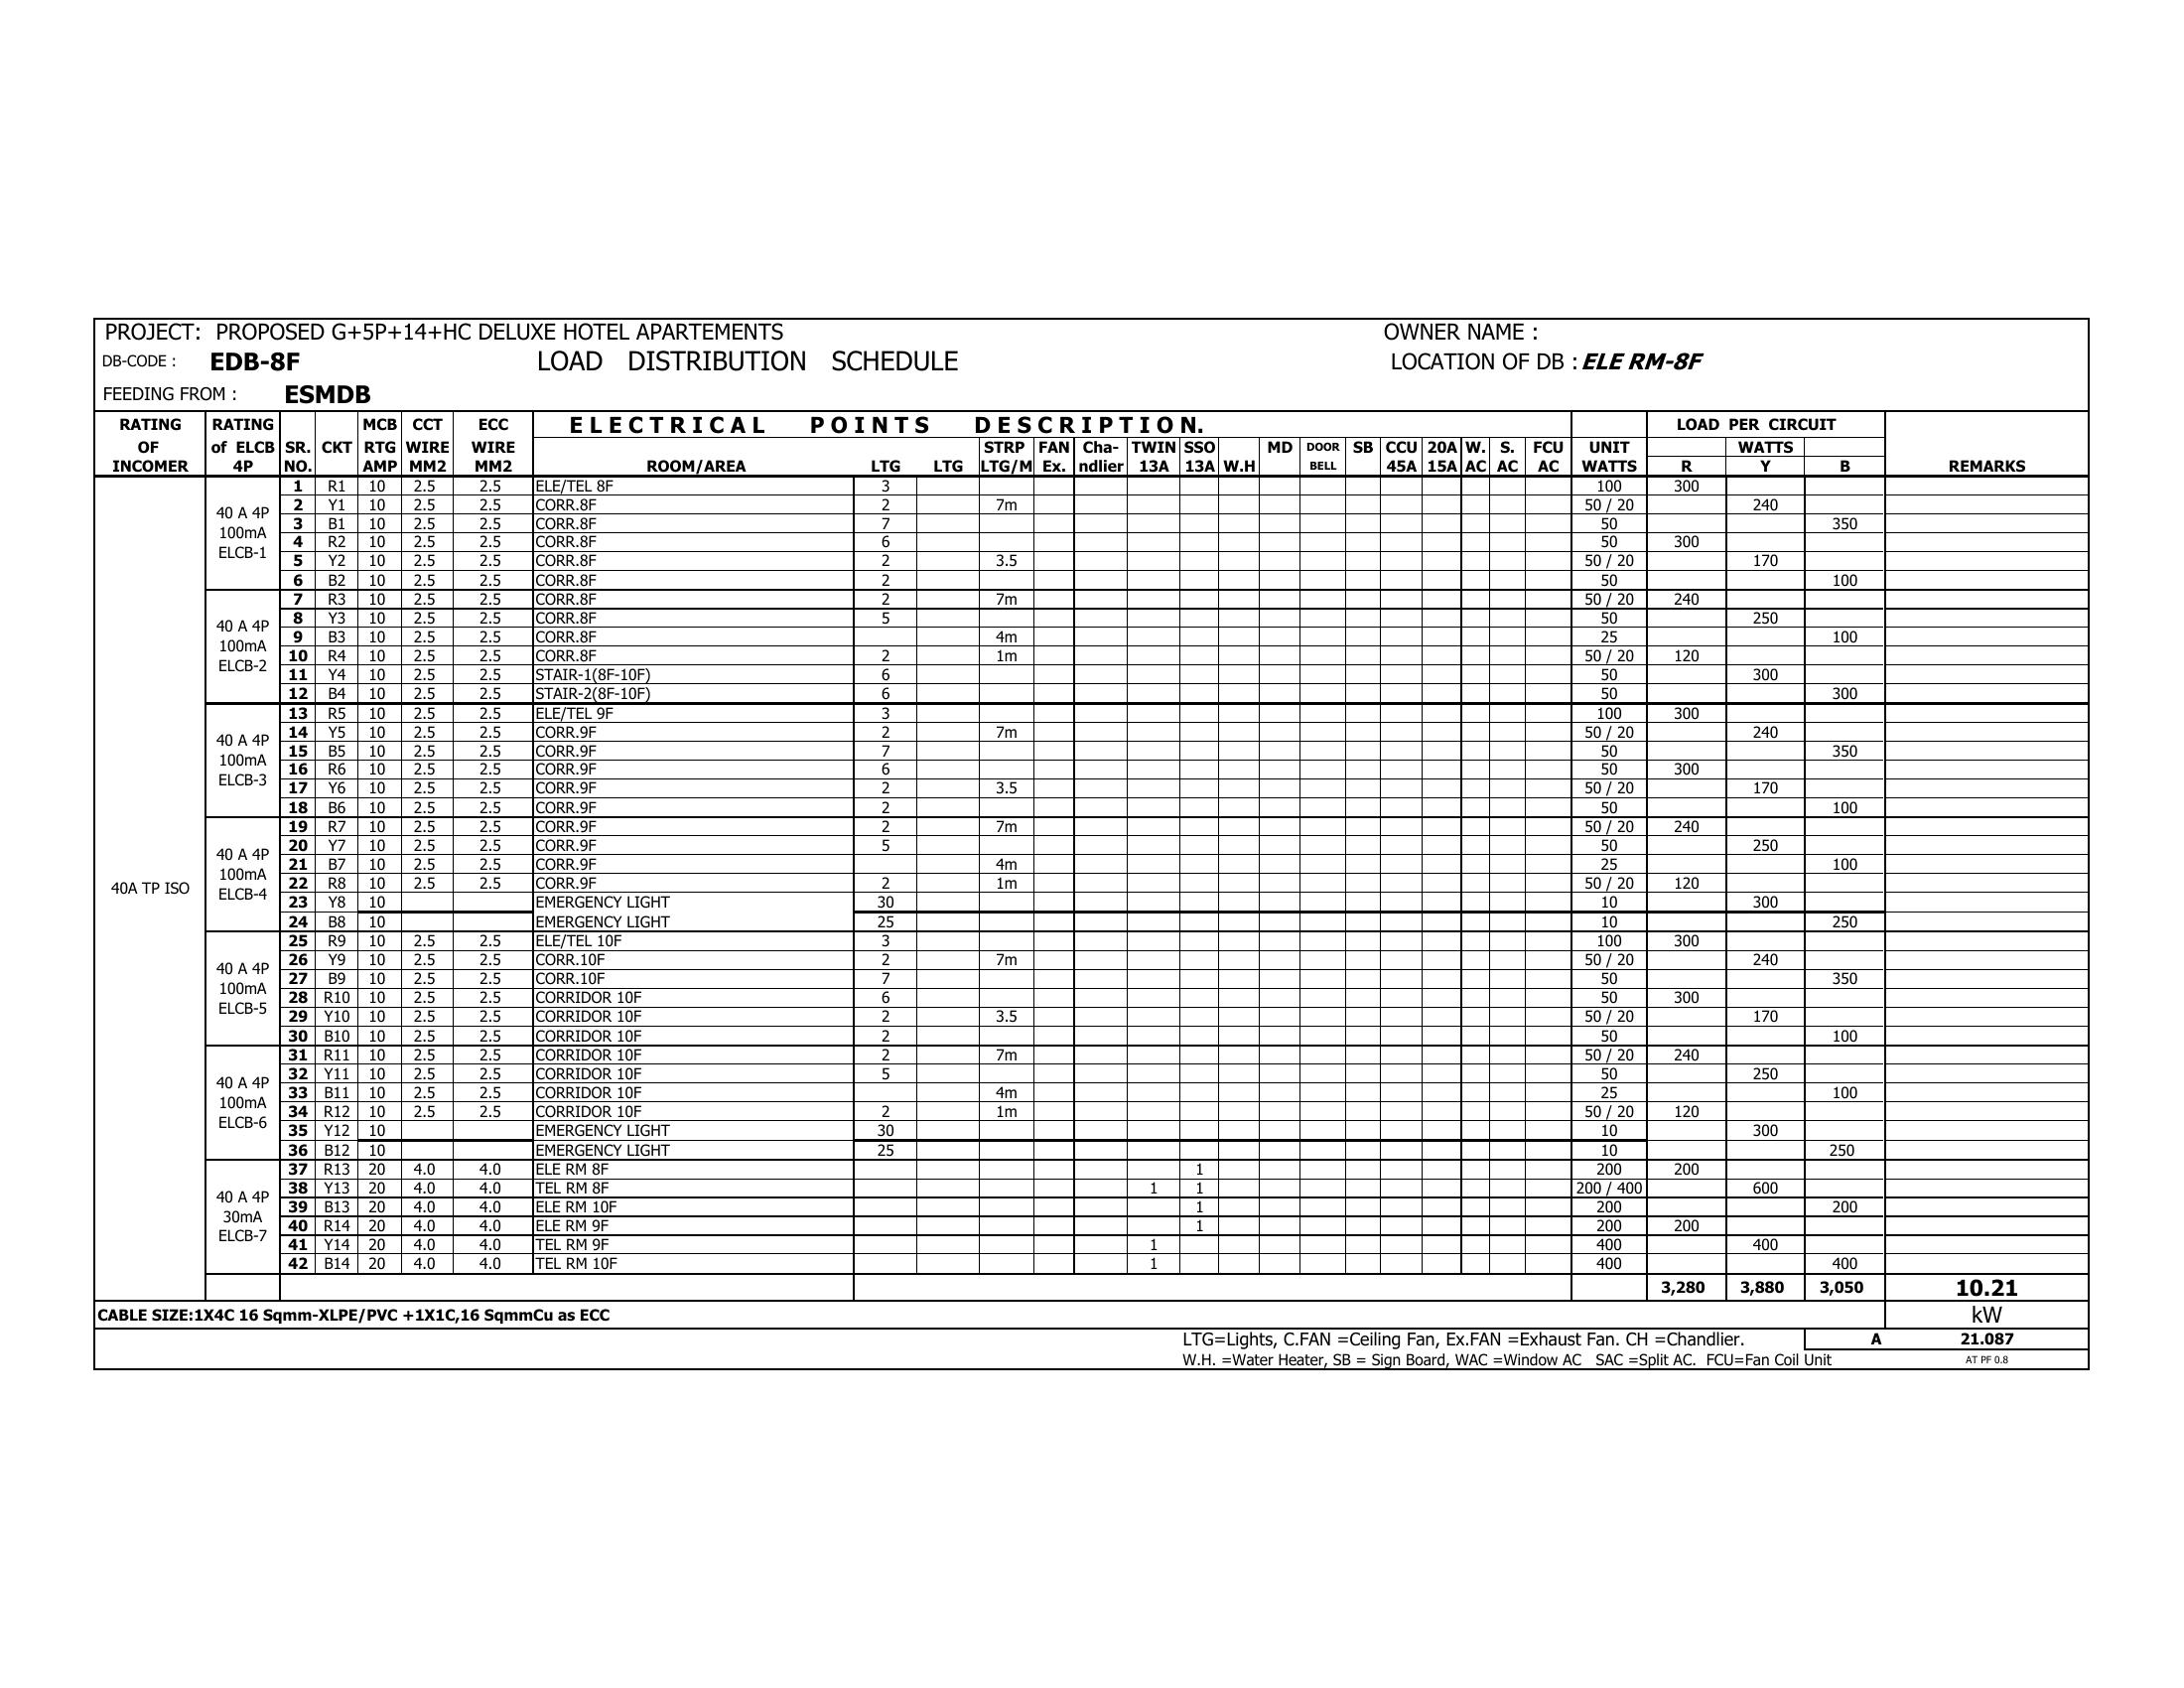 PROJECT: PROPOSED G+5P+14+HC DELUXE HOTEL APARTEMENTS OWNER NAME :
DB-CODE : EDB-8F LOAD DISTRIBUTION SCHEDULE LOCATION OF DB : ELE RM-8F
FEEDING FROM : ESMDB
RATING RATING MCB CCT ECC ELECTRICAL POINTS DESCRIPTION. LOAD PER CIRCUIT
OF of ELCB SR. CKT RTG WIRE WIRE STRP FAN Cha- TWIN SSO MD DOOR SB CCU 20A W. S. FCU UNIT WATTS
INCOMER 4P NO. AMP MM2 MM2 ROOM/AREA LTG LTG LTG/M Ex. ndlier 13A 13A W.H BELL 45A 15A AC AC AC WATTS R Y B REMARKS
40A TP ISO
40 A 4P
100mA
ELCB-1
1 R1 10 2.5 2.5 ELE/TEL 8F 3 100 300
2 Y1 10 2.5 2.5 CORR.8F 2 7m 50 / 20 240
3 B1 10 2.5 2.5 CORR.8F 7 50 350
4 R2 10 2.5 2.5 CORR.8F 6 50 300
5 Y2 10 2.5 2.5 CORR.8F 2 3.5 50 / 20 170
6 B2 10 2.5 2.5 CORR.8F 2 50 100
40 A 4P
100mA
ELCB-2
7 R3 10 2.5 2.5 CORR.8F 2 7m 50 / 20 240
8 Y3 10 2.5 2.5 CORR.8F 5 50 250
9 B3 10 2.5 2.5 CORR.8F 4m 25 100
10 R4 10 2.5 2.5 CORR.8F 2 1m 50 / 20 120
11 Y4 10 2.5 2.5 STAIR-1(8F-10F) 6 50 300
12 B4 10 2.5 2.5 STAIR-2(8F-10F) 6 50 300
40 A 4P
100mA
ELCB-3
13 R5 10 2.5 2.5 ELE/TEL 9F 3 100 300
14 Y5 10 2.5 2.5 CORR.9F 2 7m 50 / 20 240
15 B5 10 2.5 2.5 CORR.9F 7 50 350
16 R6 10 2.5 2.5 CORR.9F 6 50 300
17 Y6 10 2.5 2.5 CORR.9F 2 3.5 50 / 20 170
18 B6 10 2.5 2.5 CORR.9F 2 50 100
40 A 4P
100mA
ELCB-4
19 R7 10 2.5 2.5 CORR.9F 2 7m 50 / 20 240
20 Y7 10 2.5 2.5 CORR.9F 5 50 250
21 B7 10 2.5 2.5 CORR.9F 4m 25 100
22 R8 10 2.5 2.5 CORR.9F 2 1m 50 / 20 120
23 Y8 10 EMERGENCY LIGHT 30 10 300
24 B8 10 EMERGENCY LIGHT 25 10 250
40 A 4P
100mA
ELCB-5
25 R9 10 2.5 2.5 ELE/TEL 10F 3 100 300
26 Y9 10 2.5 2.5 CORR.10F 2 7m 50 / 20 240
27 B9 10 2.5 2.5 CORR.10F 7 50 350
28 R10 10 2.5 2.5 CORRIDOR 10F 6 50 300
29 Y10 10 2.5 2.5 CORRIDOR 10F 2 3.5 50 / 20 170
30 B10 10 2.5 2.5 CORRIDOR 10F 2 50 100
40 A 4P
100mA
ELCB-6
31 R11 10 2.5 2.5 CORRIDOR 10F 2 7m 50 / 20 240
32 Y11 10 2.5 2.5 CORRIDOR 10F 5 50 250
33 B11 10 2.5 2.5 CORRIDOR 10F 4m 25 100
34 R12 10 2.5 2.5 CORRIDOR 10F 2 1m 50 / 20 120
35 Y12 10 EMERGENCY LIGHT 30 10 300
36 B12 10 EMERGENCY LIGHT 25 10 250
40 A 4P
30mA
ELCB-7
37 R13 20 4.0 4.0 ELE RM 8F 1 200 200
38 Y13 20 4.0 4.0 TEL RM 8F 1 1 200 / 400 600
39 B13 20 4.0 4.0 ELE RM 10F 1 200 200
40 R14 20 4.0 4.0 ELE RM 9F 1 200 200
41 Y14 20 4.0 4.0 TEL RM 9F 1 400 400
42 B14 20 4.0 4.0 TEL RM 10F 1 400 400
3,280 3,880 3,050 10.21
CABLE SIZE:1X4C 16 Sqmm-XLPE/PVC +1X1C,16 SqmmCu as ECC kW
LTG=Lights, C.FAN =Ceiling Fan, Ex.FAN =Exhaust Fan. CH =Chandlier. A 21.087
W.H. =Water Heater, SB = Sign Board, WAC =Window AC SAC =Split AC. FCU=Fan Coil Unit AT PF 0.8